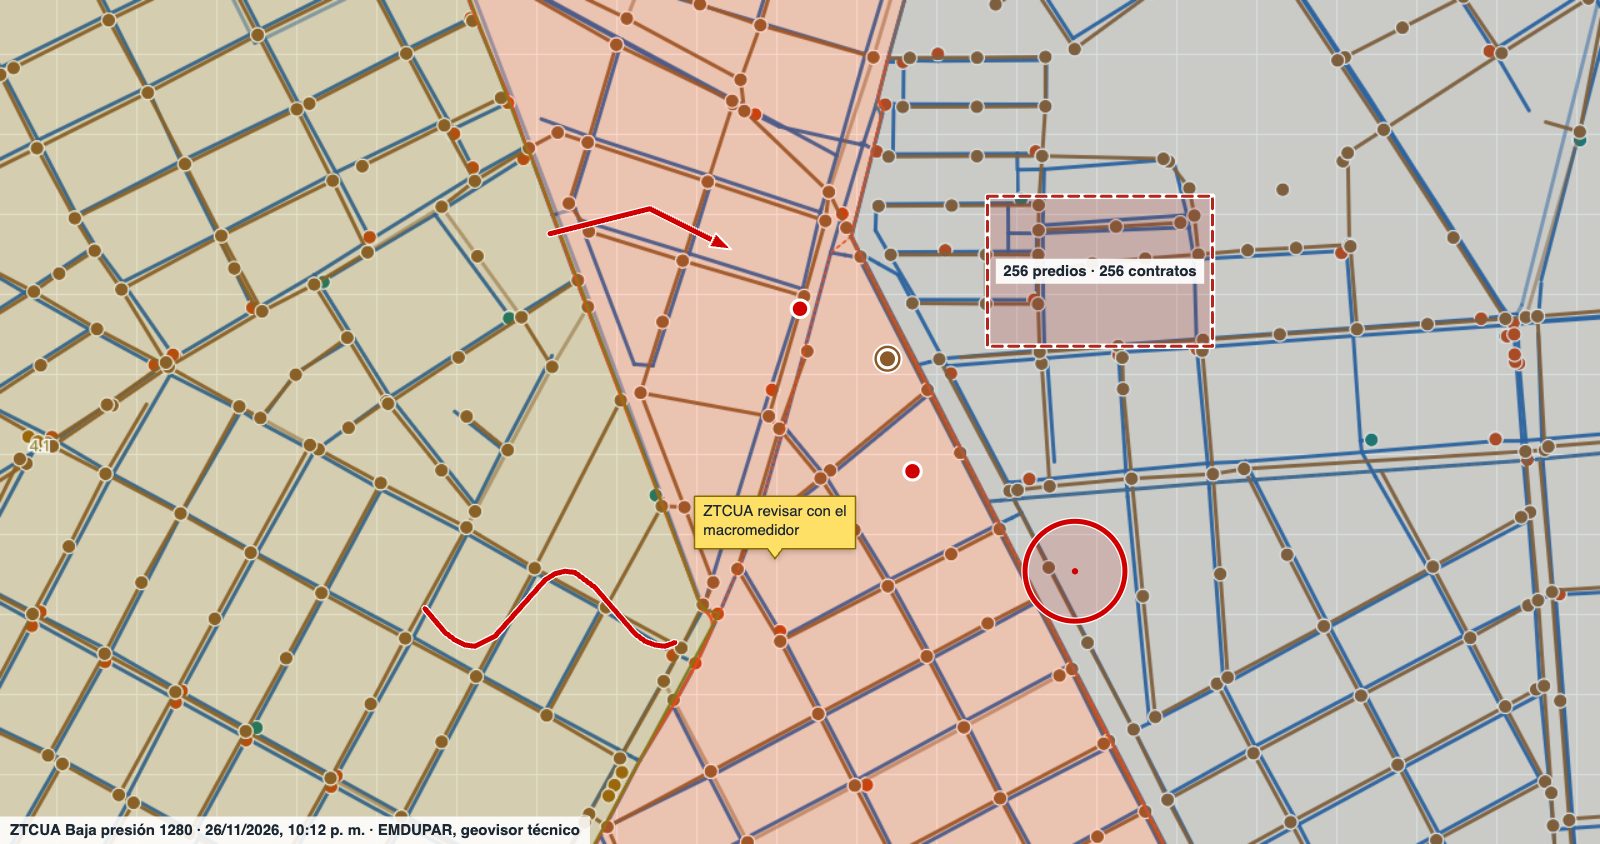 256 predios · 256 contratos
41
ZTCUA revisar con el
macromedidor
ZTCUA Baja presión 1280 · 26/11/2026, 10:12 p. m. · EMDUPAR, geovisor técnico